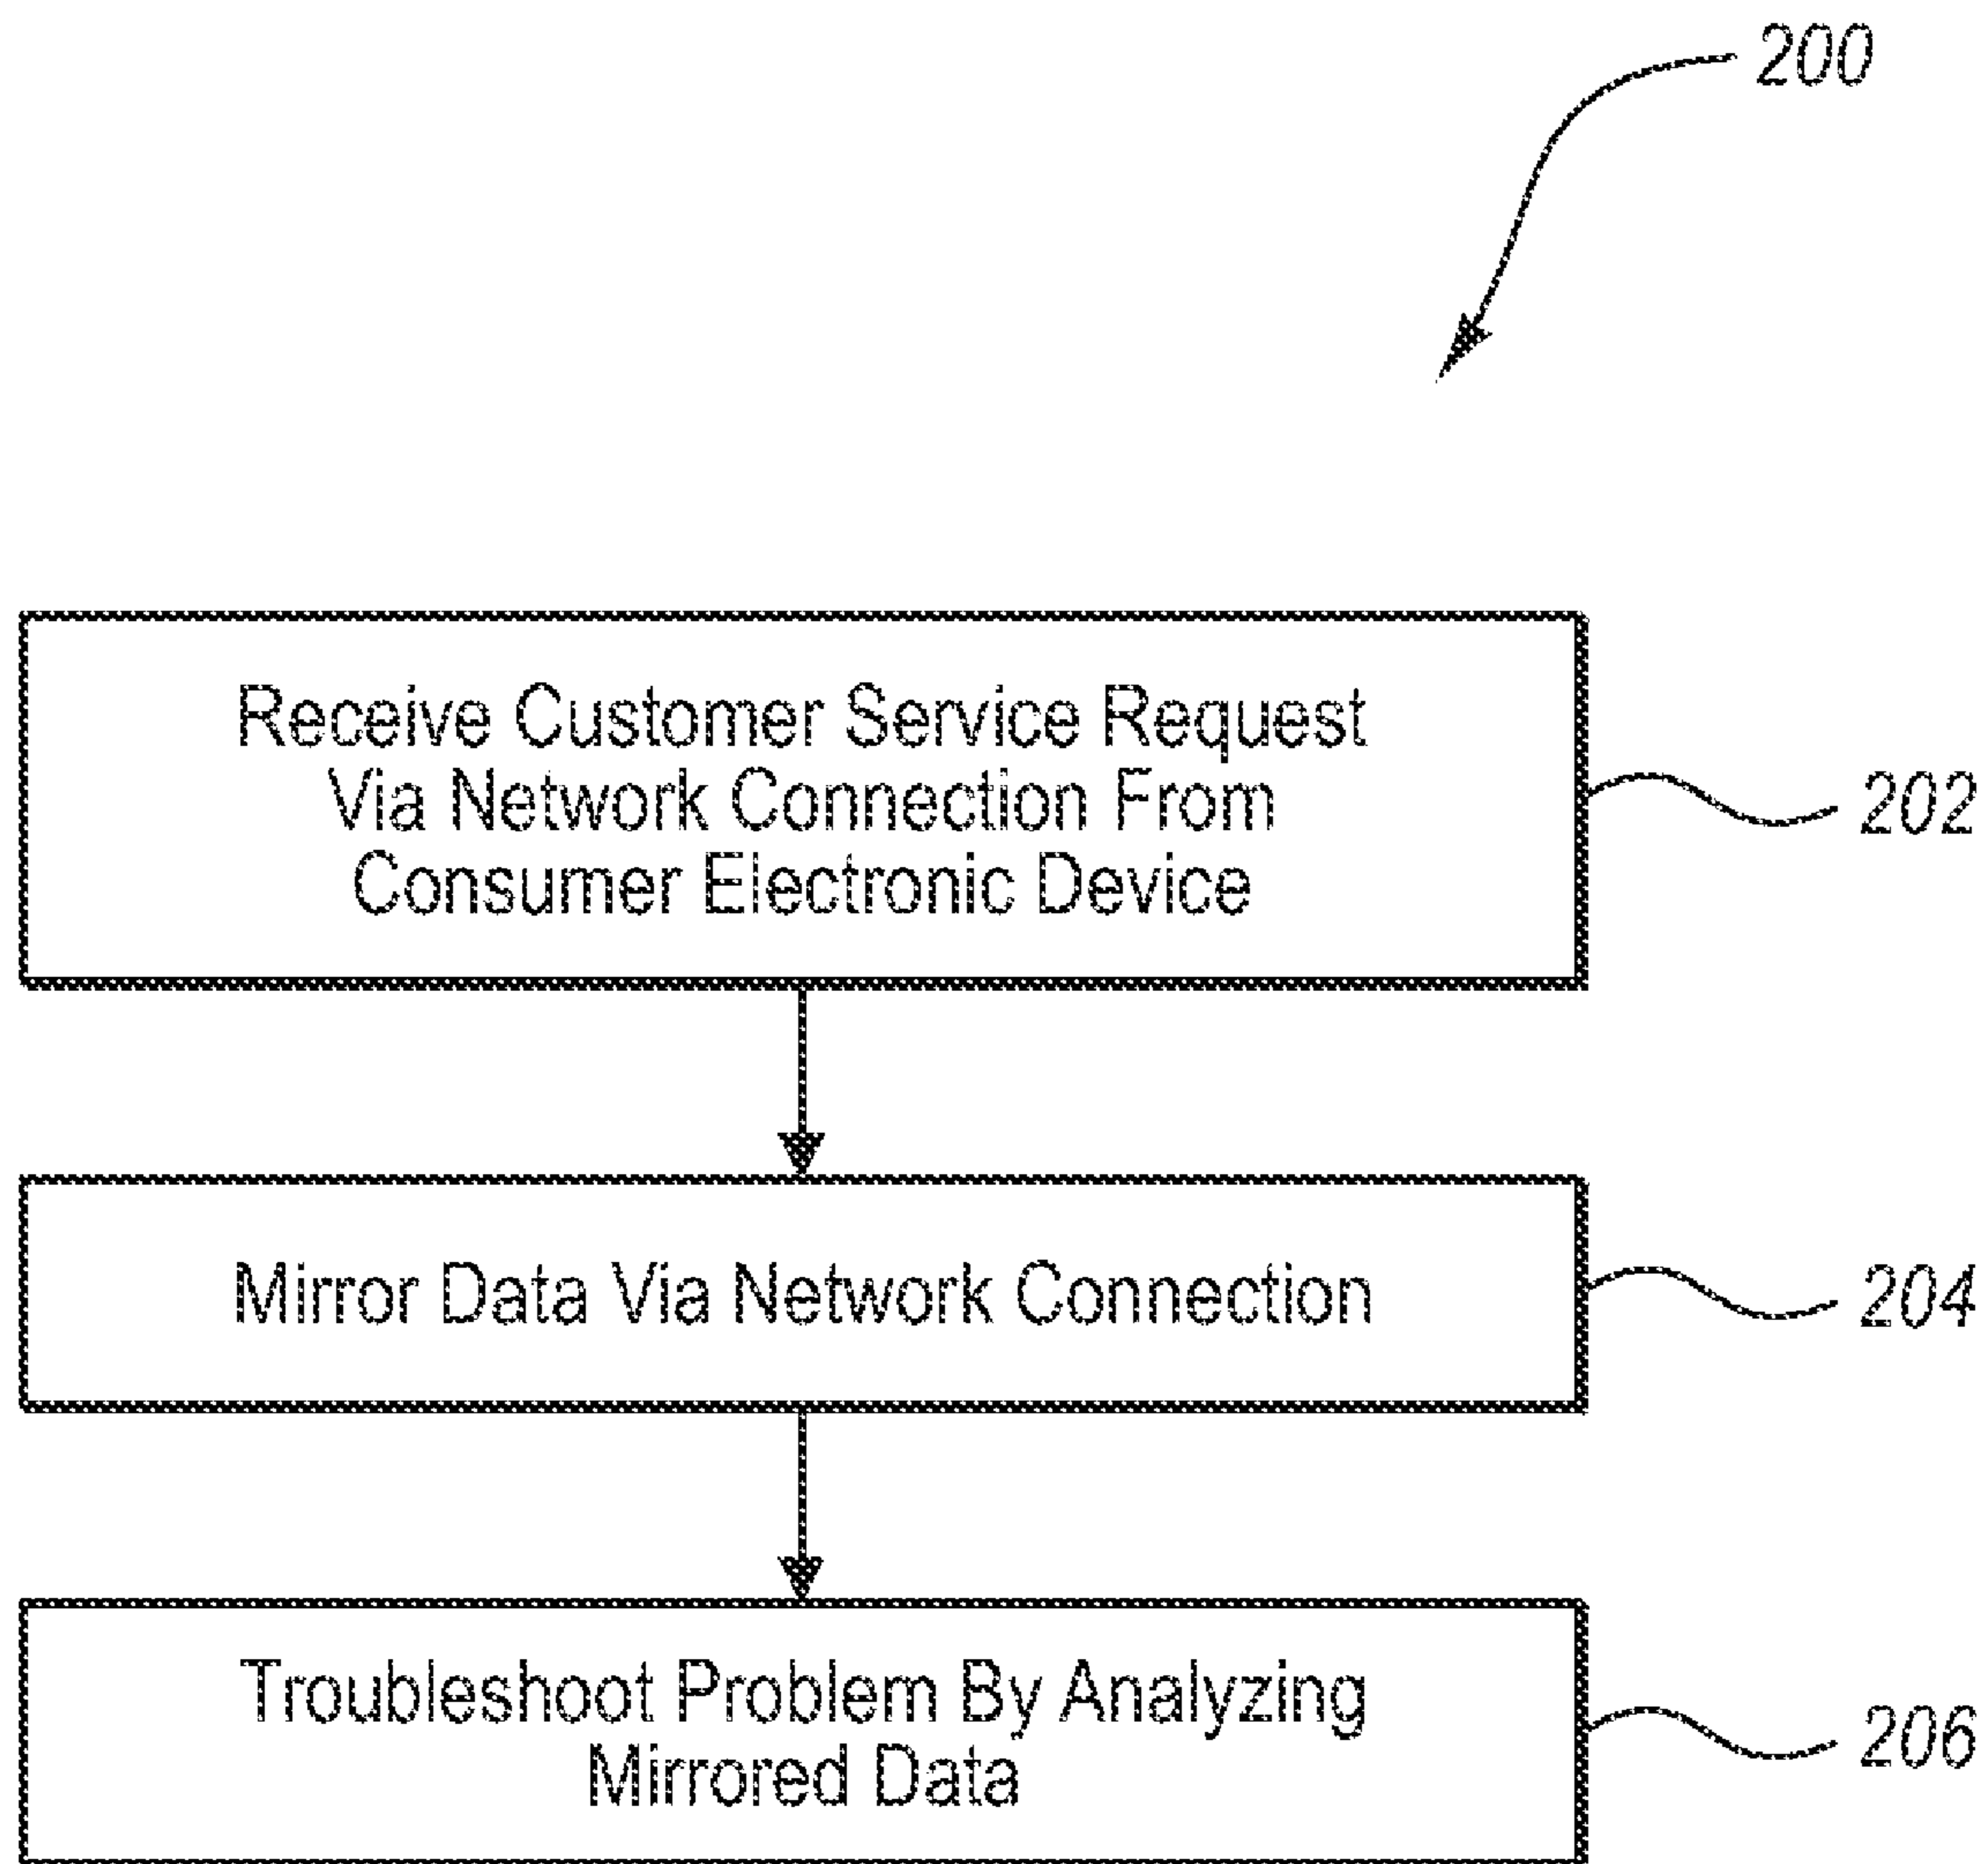 200
Receive Customer Service Request
Via Network Connection From
Consumer Electronic Device
202
Mirror Data Via Network Connection
204
Troubleshoot Problem By Analyzing
Mirrored Data
206